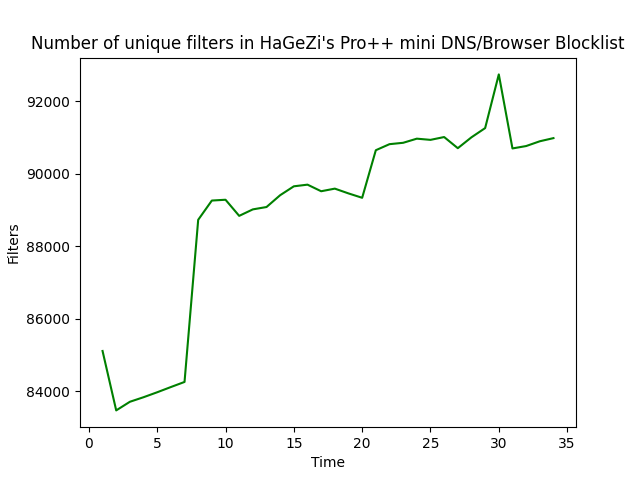 Number of unique filters in HaGeZi's Pro++ mini DNS/Browser Blocklist
92000
90000
88000
86000
84000
Filters
0 5 10 15 20 25 30 35
Time